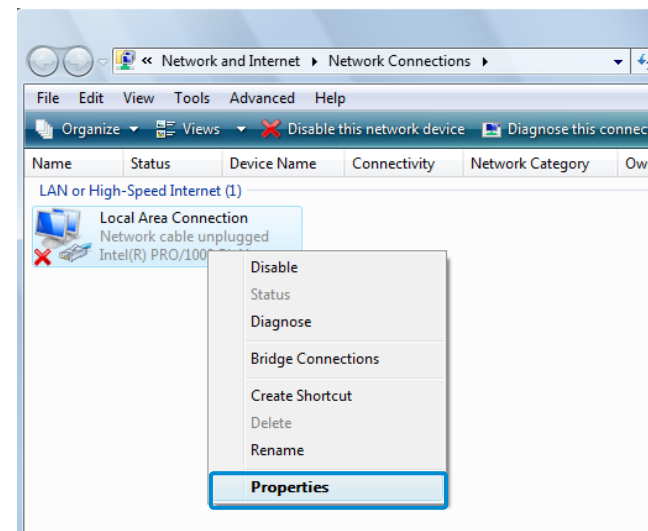 « Network and Internet ▸ Network Connections ▸
File Edit View Tools Advanced Help
Organize Views Disable this network device Diagnose this connec
Name Status Device Name Connectivity Network Category Ow
LAN or High-Speed Internet (1)
Local Area Connection
Network cable unplugged
Intel(R) PRO/100
Disable
Status
Diagnose
Bridge Connections
Create Shortcut
Delete
Rename
Properties